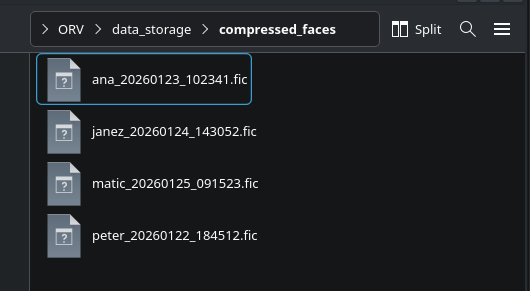 ORV > data_storage > compressed_faces Split
ana_20260123_102341.fic
janez_20260124_143052.fic
matic_20260125_091523.fic
peter_20260122_184512.fic